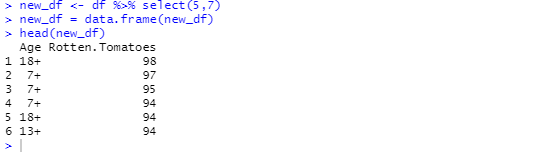 > new_df <- df %>% select(5,7)
> new_df = data.frame(new_df)
> head(new_df)
  Age Rotten.Tomatoes
1 18+              98
2  7+              97
3  7+              95
4  7+              94
5 18+              94
6 13+              94
>